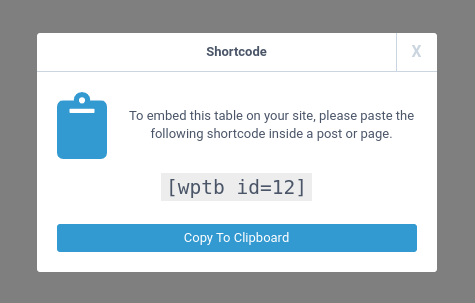 Shortcode
X
To embed this table on your site, please paste the
following shortcode inside a post or page.
[wptb id=12]
Copy To Clipboard